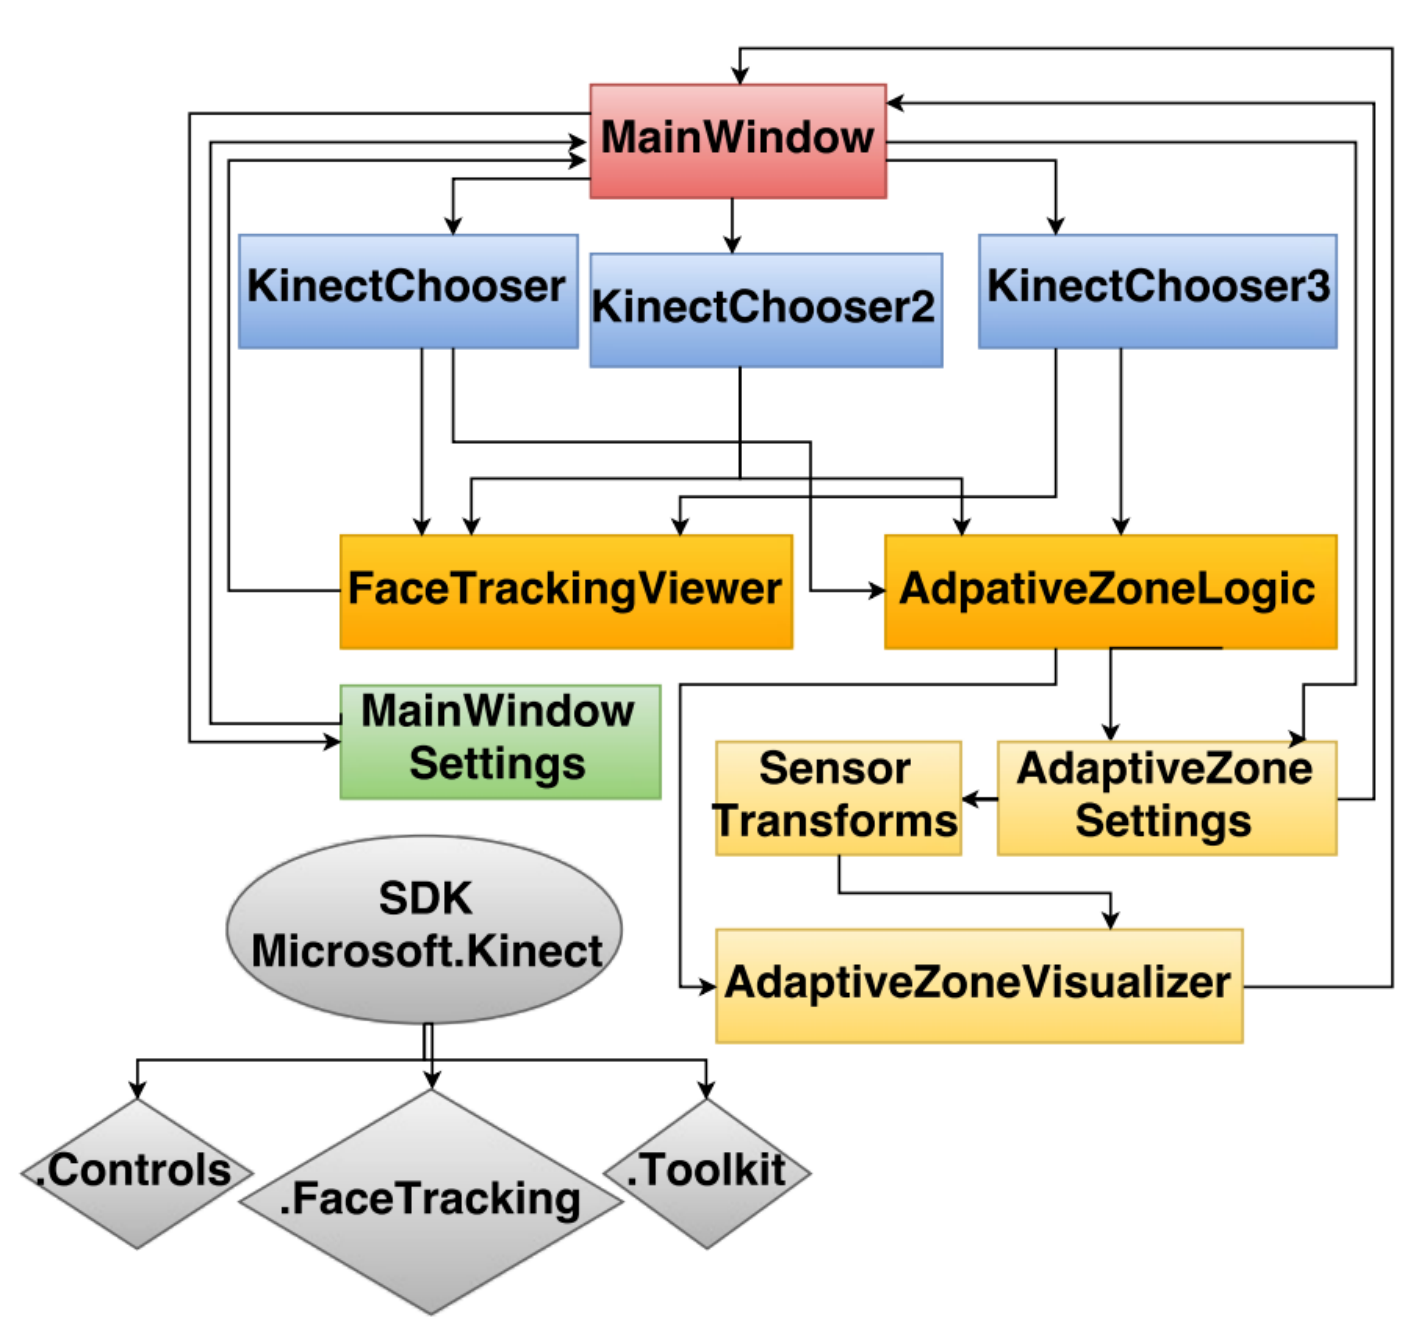 MainWindow
KinectChooser
KinectChooser2
KinectChooser3
FaceTrackingViewer
AdpativeZoneLogic
MainWindow
Settings
Sensor
Transforms
AdaptiveZone
Settings
SDK
Microsoft.Kinect
AdaptiveZoneVisualizer
.Controls
.FaceTracking
.Toolkit